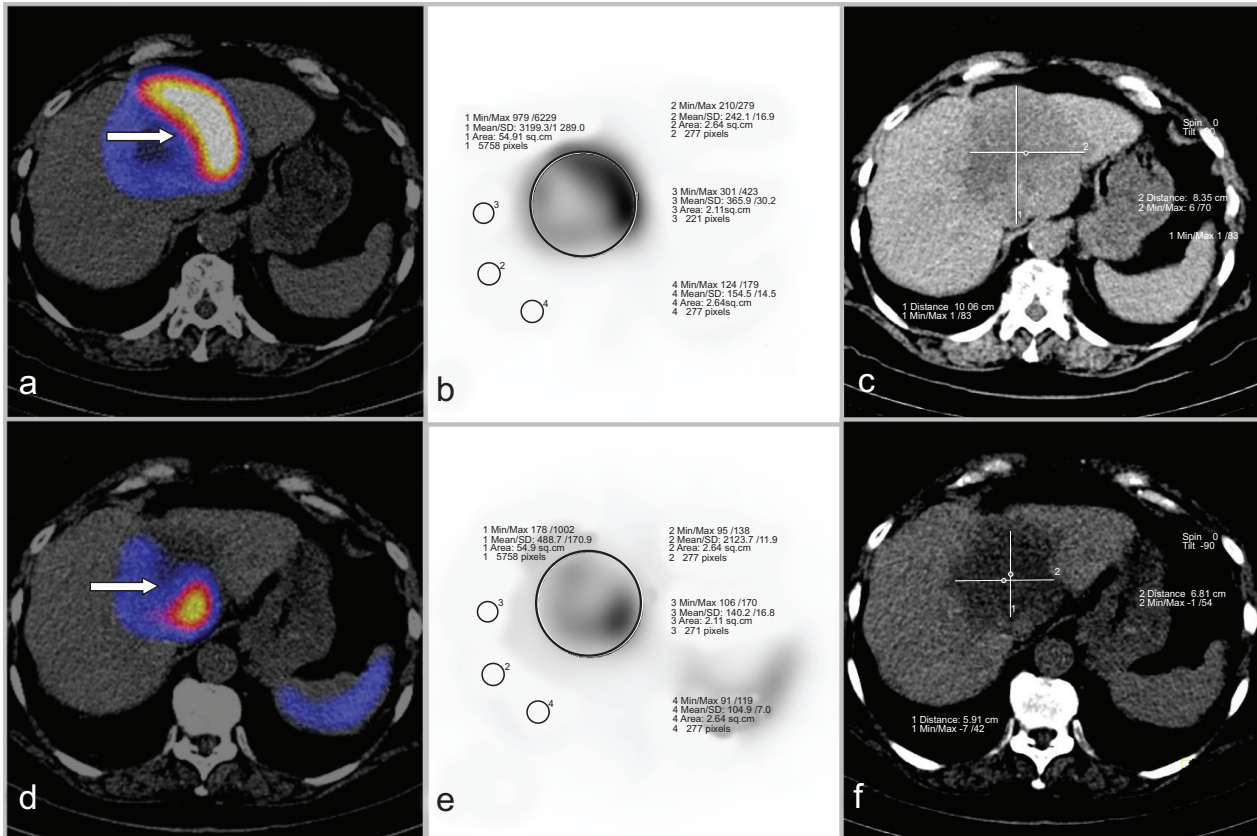 a
1 Min/Max 979 /6229
1 Mean/SD: 3199.3/1 289.0
1 Area: 54.91 sq.cm
1 5758 pixels
2 Min/Max 210/279
2 Mean/SD: 242.1 /16.9
2 Area: 2.64 sq.cm
2 277 pixels
3
3 Min/Max 301 /423
3 Mean/SD: 365.9 /30.2
3 Area: 2.11sq.cm
3 221 pixels
2
4
4 Min/Max 124 /179
4 Mean/SD: 154.5 /14.5
4 Area: 2.64sq.cm
4 277 pixels
b
Spin 0
Tilt
2
2 Distance: 8.35 cm
2 Min/Max: 6 /70
1
1 Min/Max 1 /83
1 Distance 10 06 cm
1 Min/Max 1 /83
c
d
1 Min/Max 178 /1002
1 Mean/SD: 488.7 /170.9
1 Area: 54.9 sq.cm
1 5758 pixels
2 Min/Max 95 /138
2 Mean/SD: 2123.7 /11.9
2 Area: 2.64 sq.cm
2 277 pixels
3
3 Min/Max 106 /170
3 Mean/SD: 140.2 /16.8
3 Area: 2.11 sq.cm
3 271 pixels
2
4
4 Min/Max 91 /119
4 Mean/SD: 104.9 /7.0
4 Area: 2.64 sq.cm
4 277 pixels
e
Spin 0
Tilt -90
2
2 Distance 6.81 cm
2 Min/Max -1 /54
1
1 Distance: 5.91 cm
1 Min/Max -7 /42
f